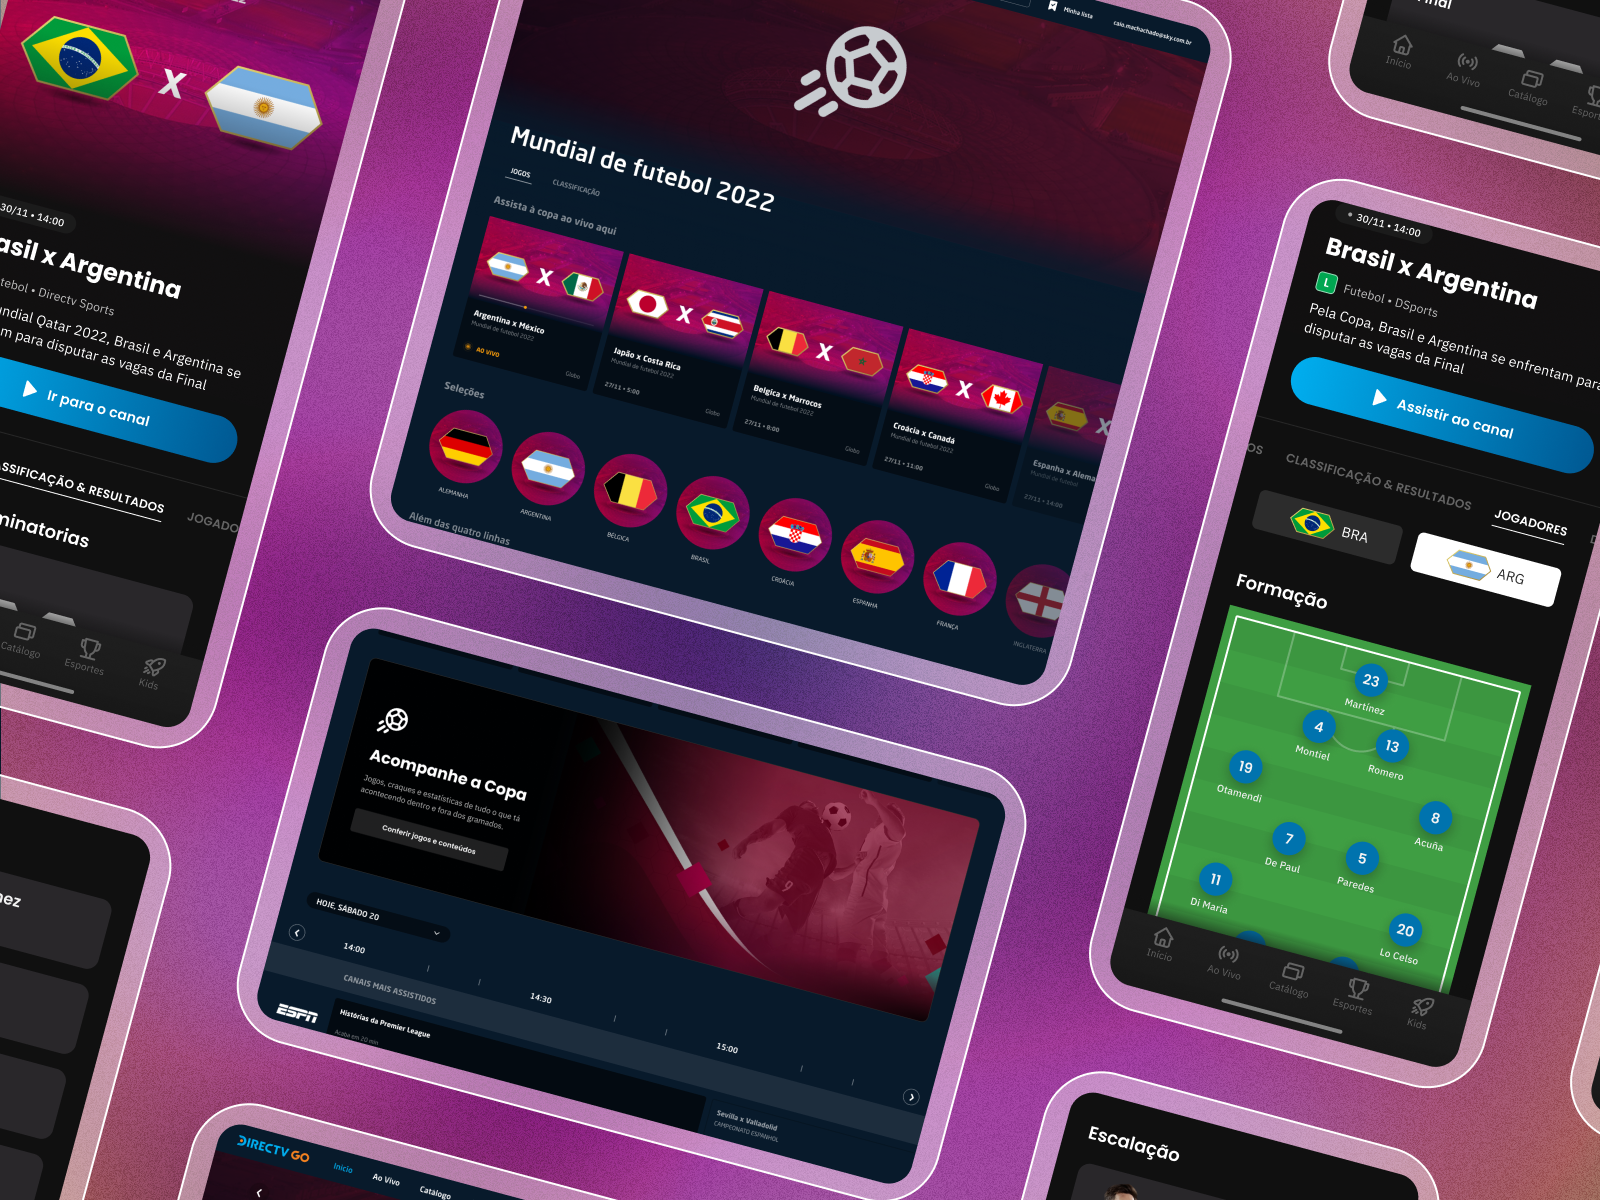 X
30/11 • 14:00
asil x Argentina
tebol • Directv Sports
ndial Qatar 2022, Brasil e Argentina se
m para disputar as vagas da Final
Ir para o canal
ASSIFICAÇÃO & RESULTADOS
JOGADO
minatorias
Catálogo
Esportes
Kids
Minha lista
caio.machachado@sky.com.br
Mundial de futebol 2022
JOGOS
CLASSIFICAÇÃO
Assista à copa ao vivo aqui
X
Argentina x México
Mundial de futebol 2022
AO VIVO
Globo
X
Japão x Costa Rica
Mundial de futebol 2022
27/11 • 5:00
Globo
X
Belgica x Marrocos
Mundial de futebol 2022
27/11 • 8:00
Globo
X
Croácia x Canadá
Mundial de futebol 2022
27/11 • 11:00
Globo
X
Espanha x Alema
Mundial de futebol
27/11 • 14:00
Seleções
ALEMANHA
ARGENTINA
BÉLGICA
BRASIL
CROÁCIA
ESPANHA
FRANÇA
INGLATERRA
Além das quatro linhas
inal
Início
Ao Vivo
Catálogo
Esport
• 30/11 • 14:00
Brasil x Argentina
L
Futebol • DSports
Pela Copa, Brasil e Argentina se enfrentam para
disputar as vagas da Final
Assistir ao canal
OS
CLASSIFICAÇÃO & RESULTADOS
JOGADORES
BRA
ARG
Formação
23
Martínez
4
Montiel
13
Romero
19
Otamendi
8
Acuña
7
De Paul
5
Paredes
11
Di Maria
20
Lo Celso
Início
Ao Vivo
Catálogo
Esportes
Kids
Acompanhe a Copa
Jogos, craques e estatísticas de tudo o que tá
acontecendo dentro e fora dos gramados.
Conferir jogos e conteúdos
HOJE, SÁBADO 20
14:00
14:30
15:00
CANAIS MAIS ASSISTIDOS
ESPN
Histórias da Premier League
Acaba em 20 min
Sevilla x Valladolid
CAMPEONATO ESPANHOL
nez
DIRECTV GO
Início
Ao Vivo
Catálogo
Escalação